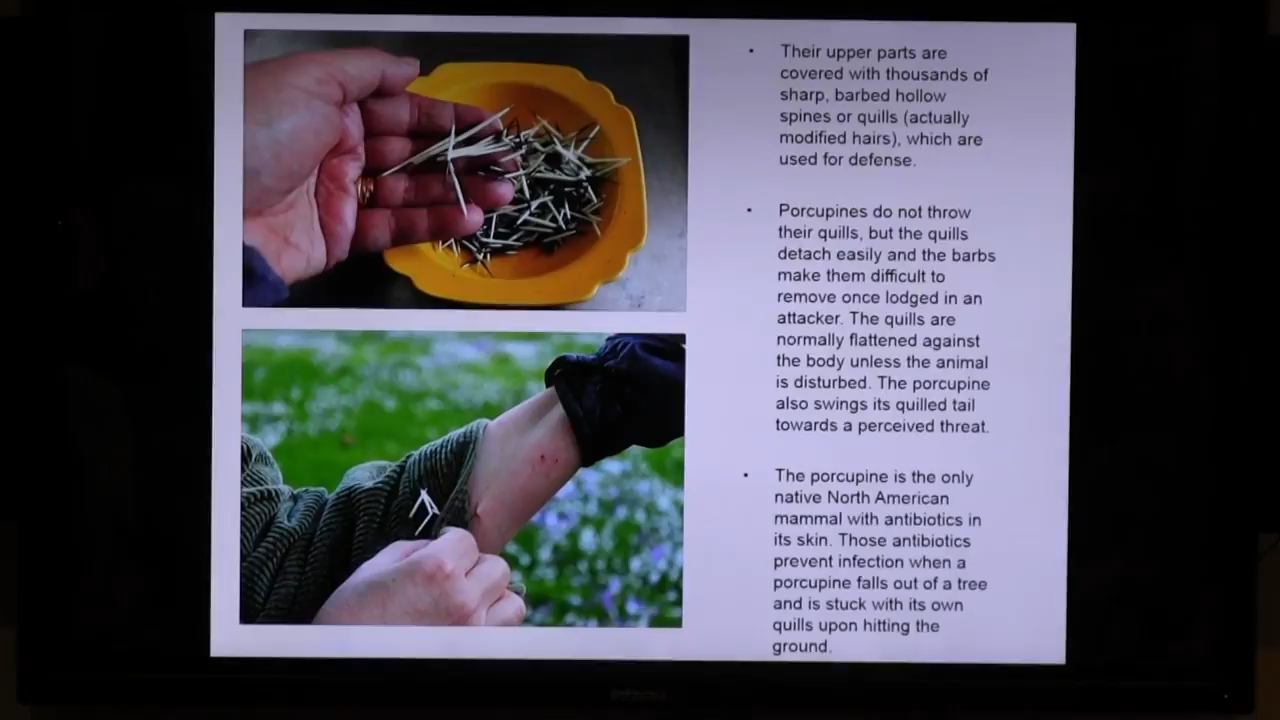 • Their upper parts are
covered with thousands of
sharp, barbed hollow
spines or quills (actually
modified hairs), which are
used for defense.
• Porcupines do not throw
their quills, but the quills
detach easily and the barbs
make them difficult to
remove once lodged in an
attacker. The quills are
normally flattened against
the body unless the animal
is disturbed. The porcupine
also swings its quilled tail
towards a perceived threat.
• The porcupine is the only
native North American
mammal with antibiotics in
its skin. Those antibiotics
prevent infection when a
porcupine falls out of a tree
and is stuck with its own
quills upon hitting the
ground.